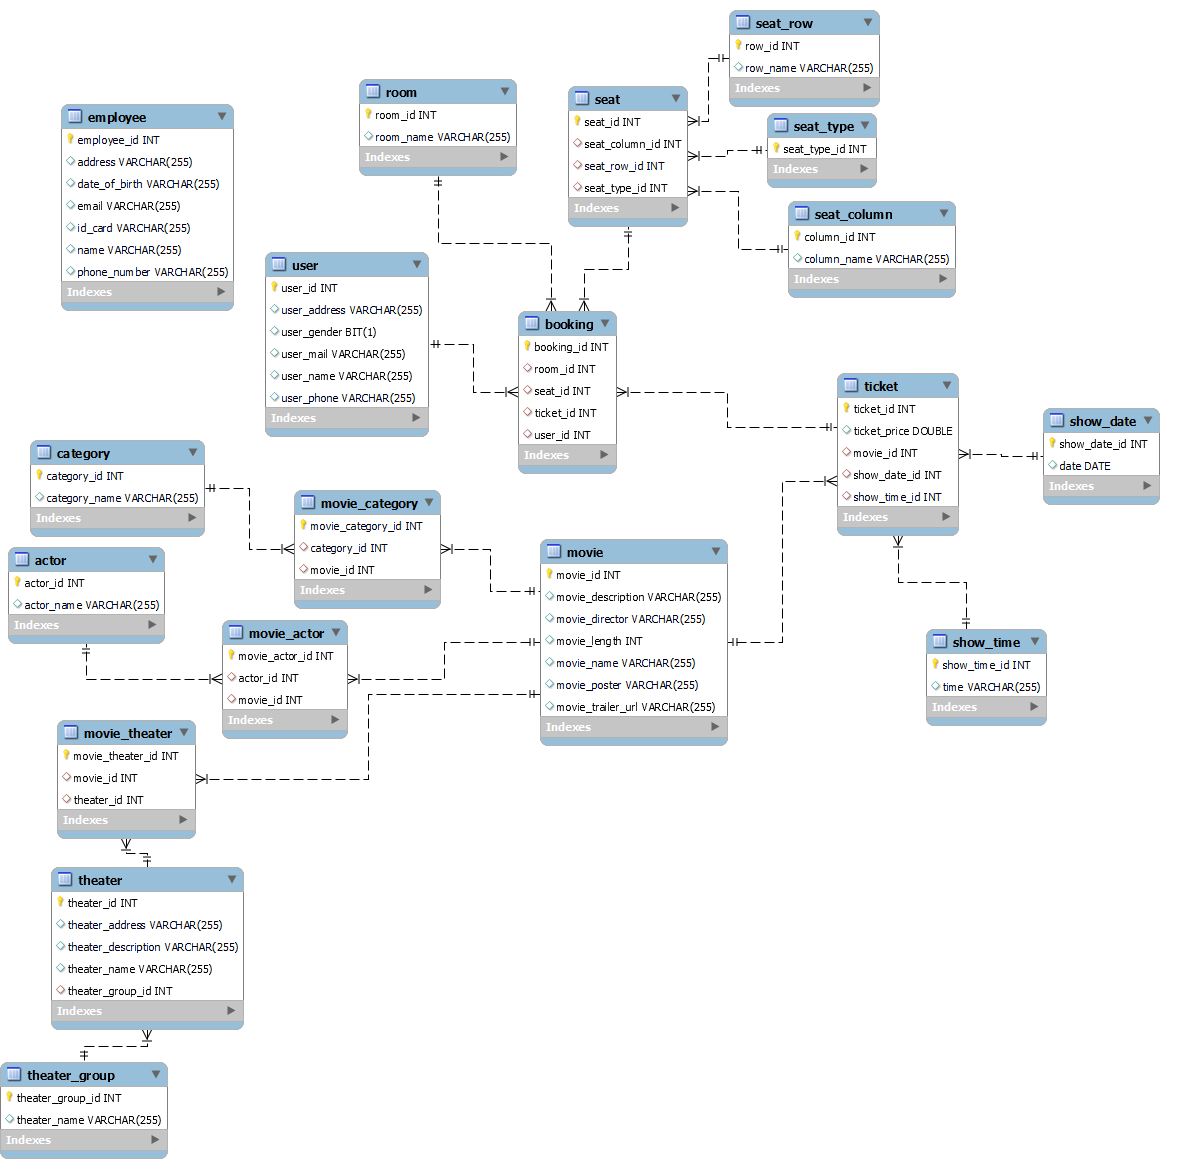 seat_row
row_id INT
row_name VARCHAR(255)
Indexes
room
room_id INT
room_name VARCHAR(255)
Indexes
seat
seat_id INT
seat_column_id INT
seat_row_id INT
seat_type_id INT
Indexes
seat_type
seat_type_id INT
Indexes
employee
employee_id INT
address VARCHAR(255)
date_of_birth VARCHAR(255)
email VARCHAR(255)
id_card VARCHAR(255)
name VARCHAR(255)
phone_number VARCHAR(255)
Indexes
seat_column
column_id INT
column_name VARCHAR(255)
Indexes
user
user_id INT
user_address VARCHAR(255)
user_gender BIT(1)
user_mail VARCHAR(255)
user_name VARCHAR(255)
user_phone VARCHAR(255)
Indexes
booking
booking_id INT
room_id INT
seat_id INT
ticket_id INT
user_id INT
Indexes
ticket
ticket_id INT
ticket_price DOUBLE
movie_id INT
show_date_id INT
show_time_id INT
Indexes
show_date
show_date_id INT
date DATE
Indexes
category
category_id INT
category_name VARCHAR(255)
Indexes
movie_category
movie_category_id INT
category_id INT
movie_id INT
Indexes
movie
movie_id INT
movie_description VARCHAR(255)
movie_director VARCHAR(255)
movie_length INT
movie_name VARCHAR(255)
movie_poster VARCHAR(255)
movie_trailer_url VARCHAR(255)
Indexes
actor
actor_id INT
actor_name VARCHAR(255)
Indexes
movie_actor
movie_actor_id INT
actor_id INT
movie_id INT
Indexes
show_time
show_time_id INT
time VARCHAR(255)
Indexes
movie_theater
movie_theater_id INT
movie_id INT
theater_id INT
Indexes
theater
theater_id INT
theater_address VARCHAR(255)
theater_description VARCHAR(255)
theater_name VARCHAR(255)
theater_group_id INT
Indexes
theater_group
theater_group_id INT
theater_name VARCHAR(255)
Indexes